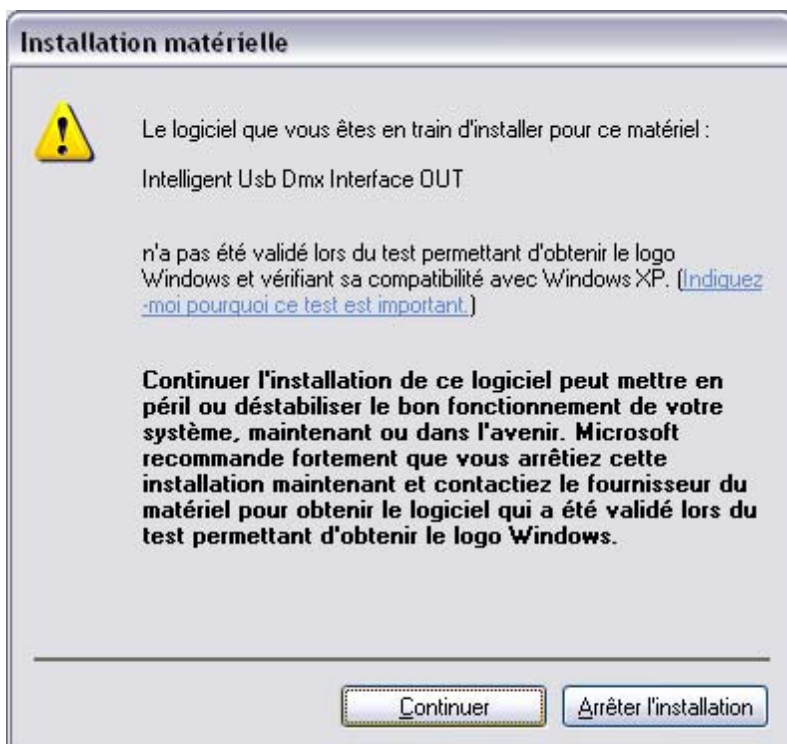 Installation matérielle
Le logiciel que vous êtes en train d'installer pour ce matériel :
Intelligent Usb Dmx Interface OUT
n'a pas été validé lors du test permettant d'obtenir le logo
Windows et vérifiant sa compatibilité avec Windows XP. (Indiquez
-moi pourquoi ce test est important.)
Continuer l'installation de ce logiciel peut mettre en
péril ou déstabiliser le bon fonctionnement de votre
système, maintenant ou dans l'avenir. Microsoft
recommande fortement que vous arrêtiez cette
installation maintenant et contactiez le fournisseur du
matériel pour obtenir le logiciel qui a été validé lors du
test permettant d'obtenir le logo Windows.
Continuer
Arrêter l'installation